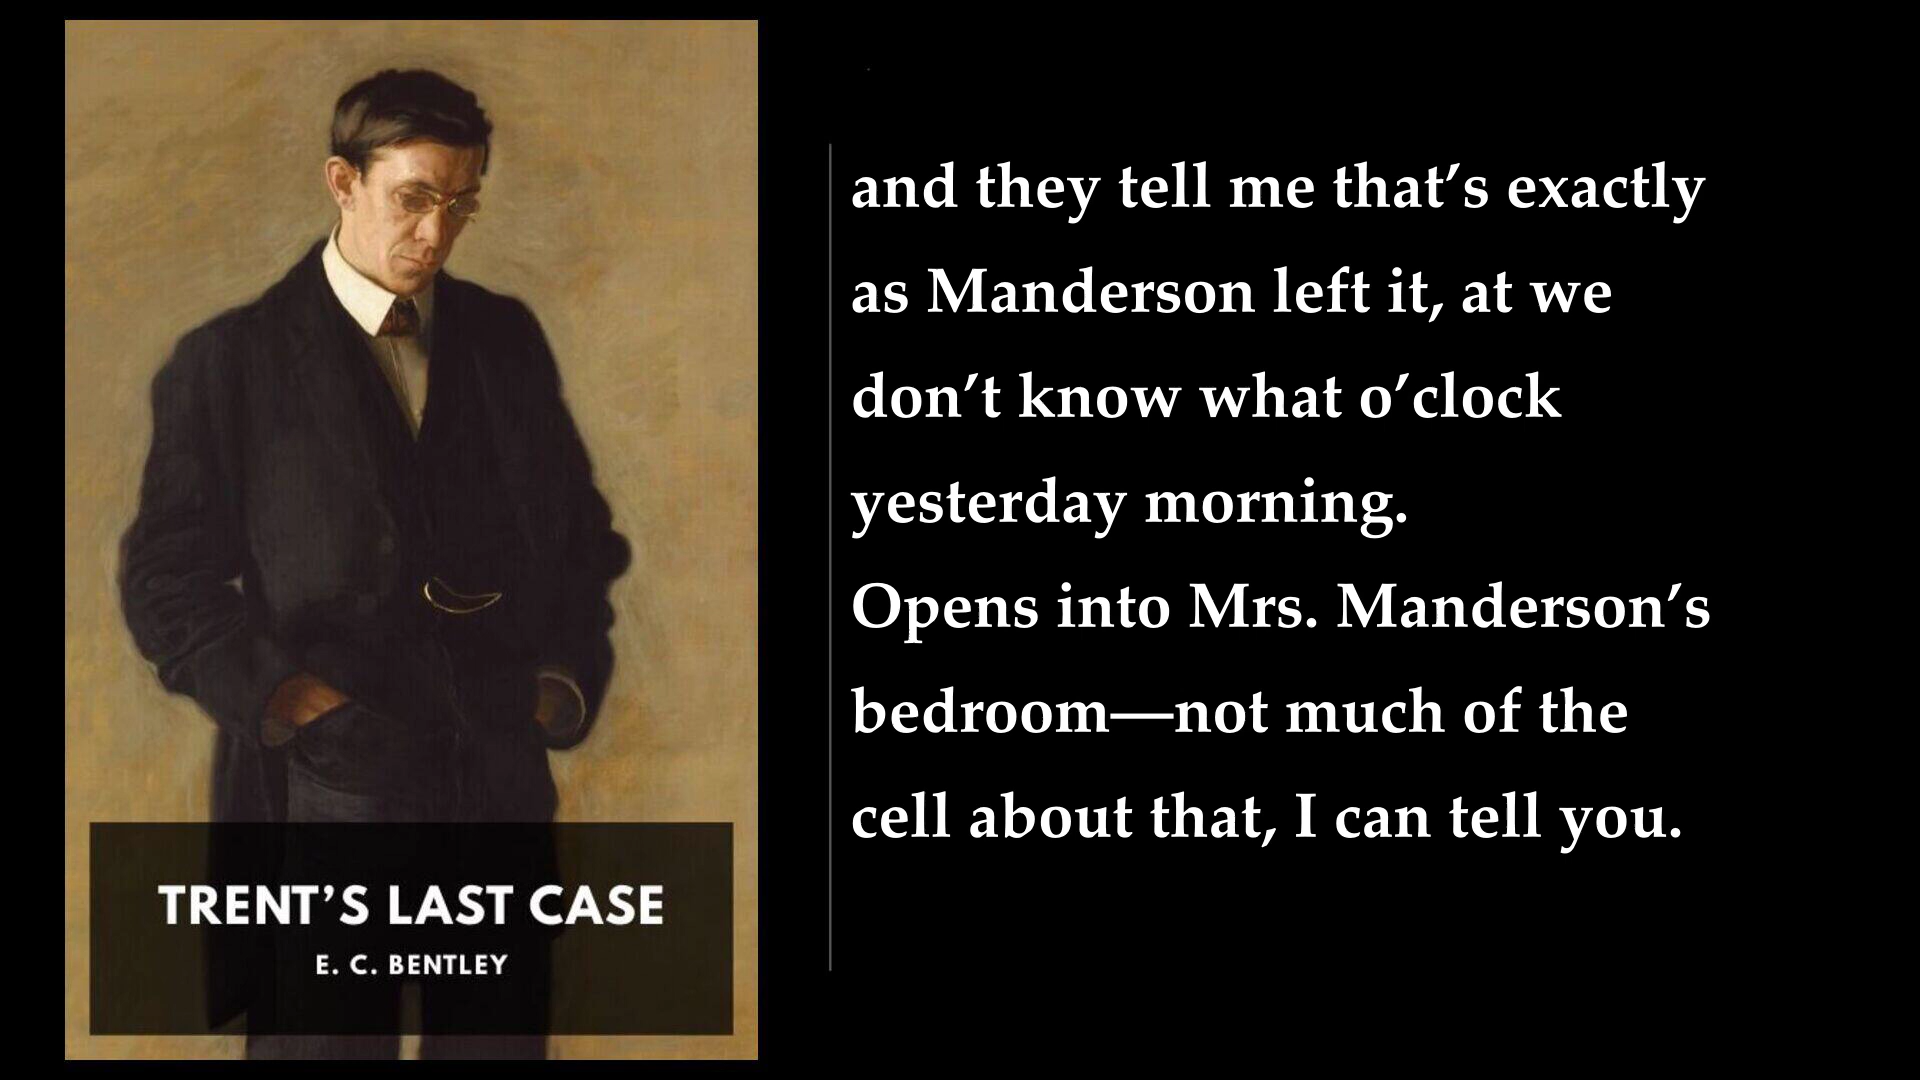 TRENT’S LAST CASE
E. C. BENTLEY
and they tell me that’s exactly
as Manderson left it, at we
don’t know what o’clock
yesterday morning.
Opens into Mrs. Manderson’s
bedroom—not much of the
cell about that, I can tell you.